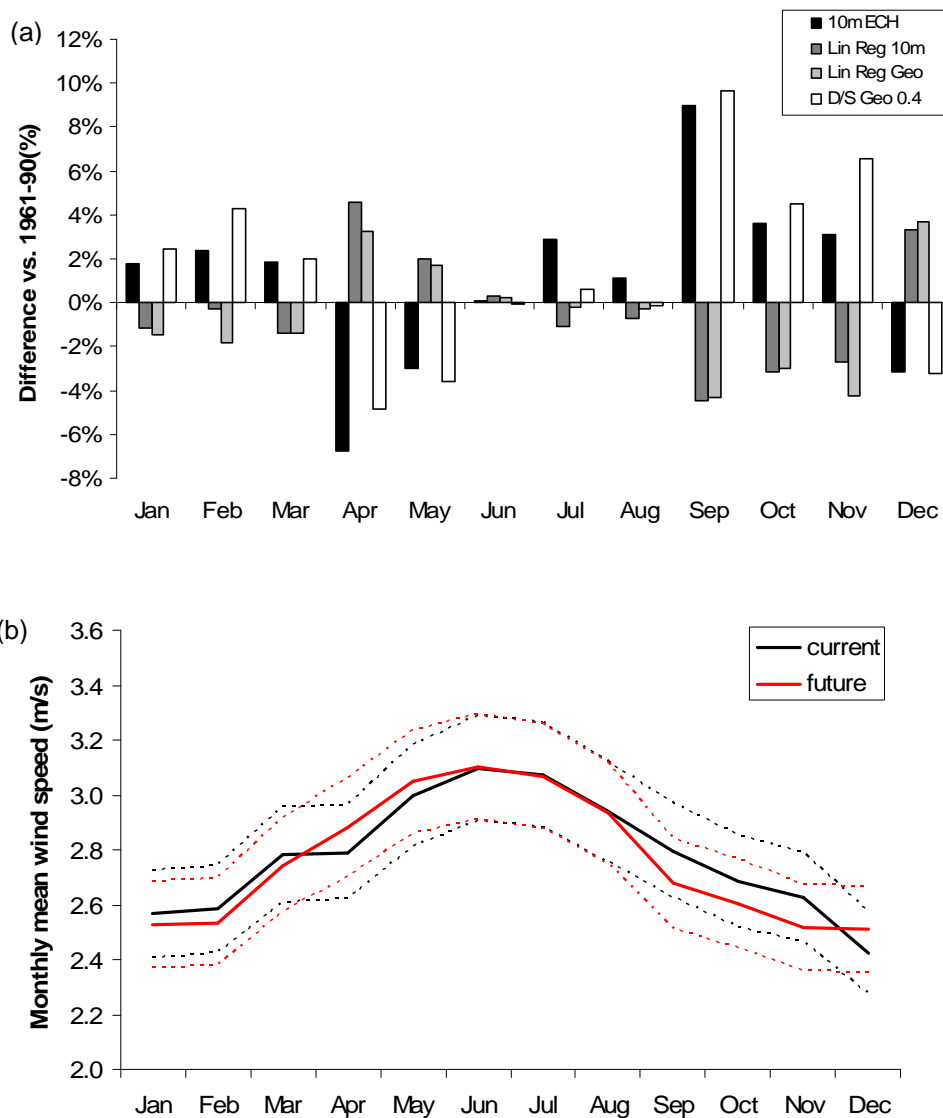 (a)
12%
10%
8%
6%
4%
2%
0%
-2%
-4%
-6%
-8%
Difference vs. 1961-90(%)
10m ECH
Lin Reg 10m
Lin Reg Geo
D/S Geo 0.4
Jan Feb Mar Apr May Jun Jul Aug Sep Oct Nov Dec
(b)
3.6
3.4
3.2
3.0
2.8
2.6
2.4
2.2
2.0
Monthly mean wind speed (m/s)
current
future
Jan Feb Mar Apr May Jun Jul Aug Sep Oct Nov Dec